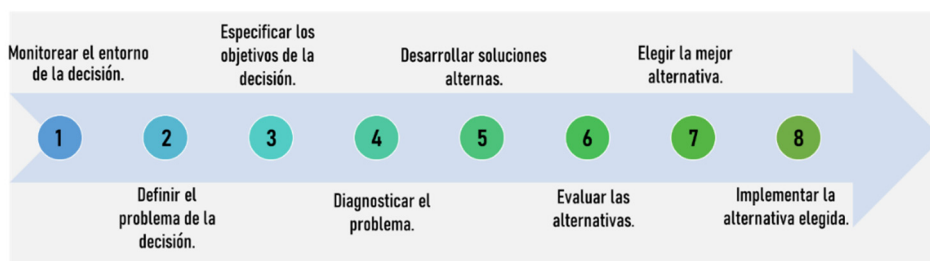 Monitorear el entorno
de la decisión.
1
Definir el
problema de la
decisión.
2
Especificar los
objetivos de la
decisión.
3
Diagnosticar el
problema.
4
Desarrollar soluciones
alternas.
5
Evaluar las
alternativas.
6
Elegir la mejor
alternativa.
7
Implementar la
alternativa elegida.
8